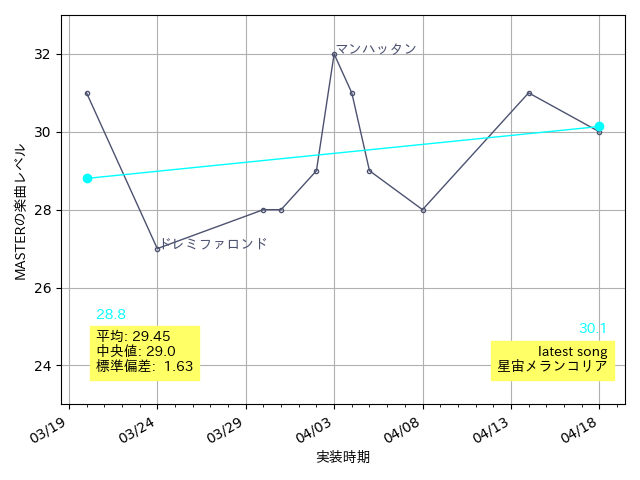 32
30
28
26
24
MASTERの楽曲レベル
マンハッタン
ドレミファロンド
28.8
平均: 29.45
中央値: 29.0
標準偏差: 1.63
30.1
latest song
星宙メランコリア
03/19
03/24
03/29
04/03
04/08
04/13
04/18
実装時期